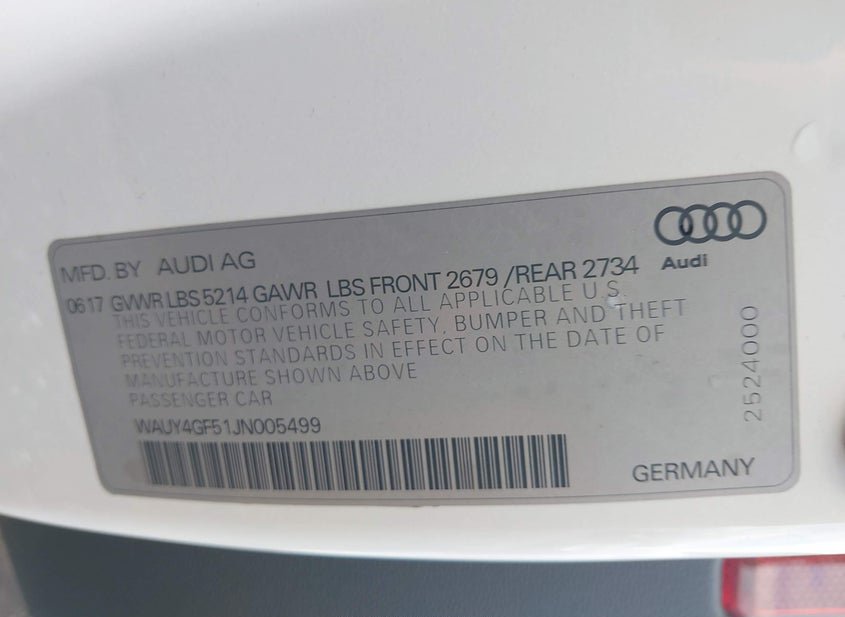 MFD. BY AUDI AG
0617 GVWR LBS 5214 GAWR LBS FRONT 2679 /REAR 2734
THIS VEHICLE CONFORMS TO ALL APPLICABLE U.S.
FEDERAL MOTOR VEHICLE SAFETY, BUMPER AND THEFT
PREVENTION STANDARDS IN EFFECT ON THE DATE OF
MANUFACTURE SHOWN ABOVE
PASSENGER CAR
WAUY4GF51JN005499
Audi
2524000
GERMANY